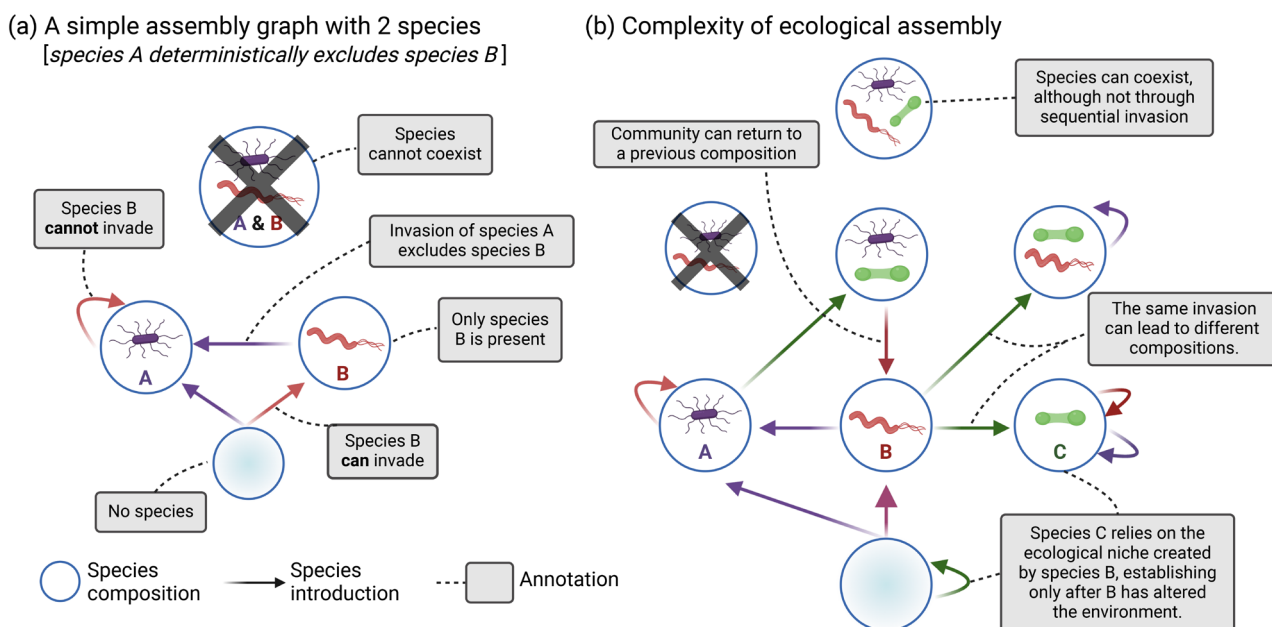 (a) A simple assembly graph with 2 species
[species A deterministically excludes species B]
Species
cannot coexist
A & B
Species B
cannot invade
Invasion of species A
excludes species B
Only species
B is present
A
B
Species B
can invade
No species
Species
composition
Species
introduction
Annotation
(b) Complexity of ecological assembly
Species can coexist,
although not through
sequential invasion
Community can return to
a previous composition
The same invasion
can lead to different
compositions.
A
B
C
Species C relies on the
ecological niche created
by species B, establishing
only after B has altered
the environment.